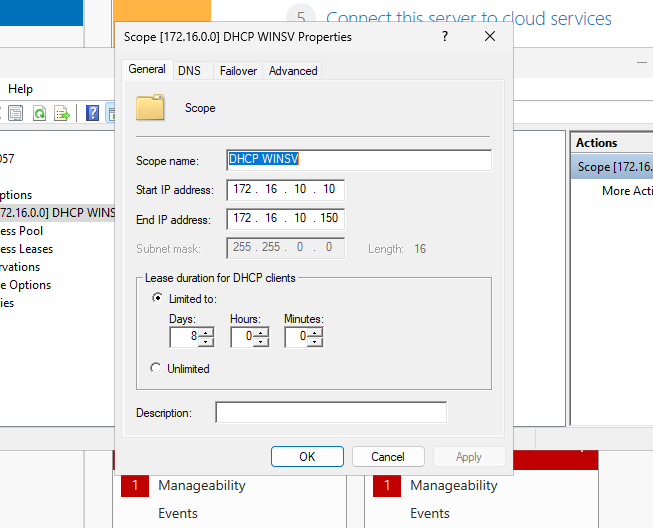 5 Connect this server to cloud services
Scope [172.16.0.0] DHCP WINSV Properties ?
Help
General DNS Failover Advanced
Scope
Scope name: DHCP WINSV
Start IP address: 172 . 16 . 10 . 10
End IP address: 172 . 16 . 10 . 150
Subnet mask: 255 . 255 . 0 . 0 Length: 16
Lease duration for DHCP clients
Limited to:
Days: Hours: Minutes:
8 0 0
Unlimited
Description:
OK Cancel Apply
057
ptions
72.16.0.0] DHCP WINS
ess Pool
ress Leases
rvations
e Options
ies
Actions
Scope [172.16.
More Acti
1 Manageability
Events
1 Manageability
Events